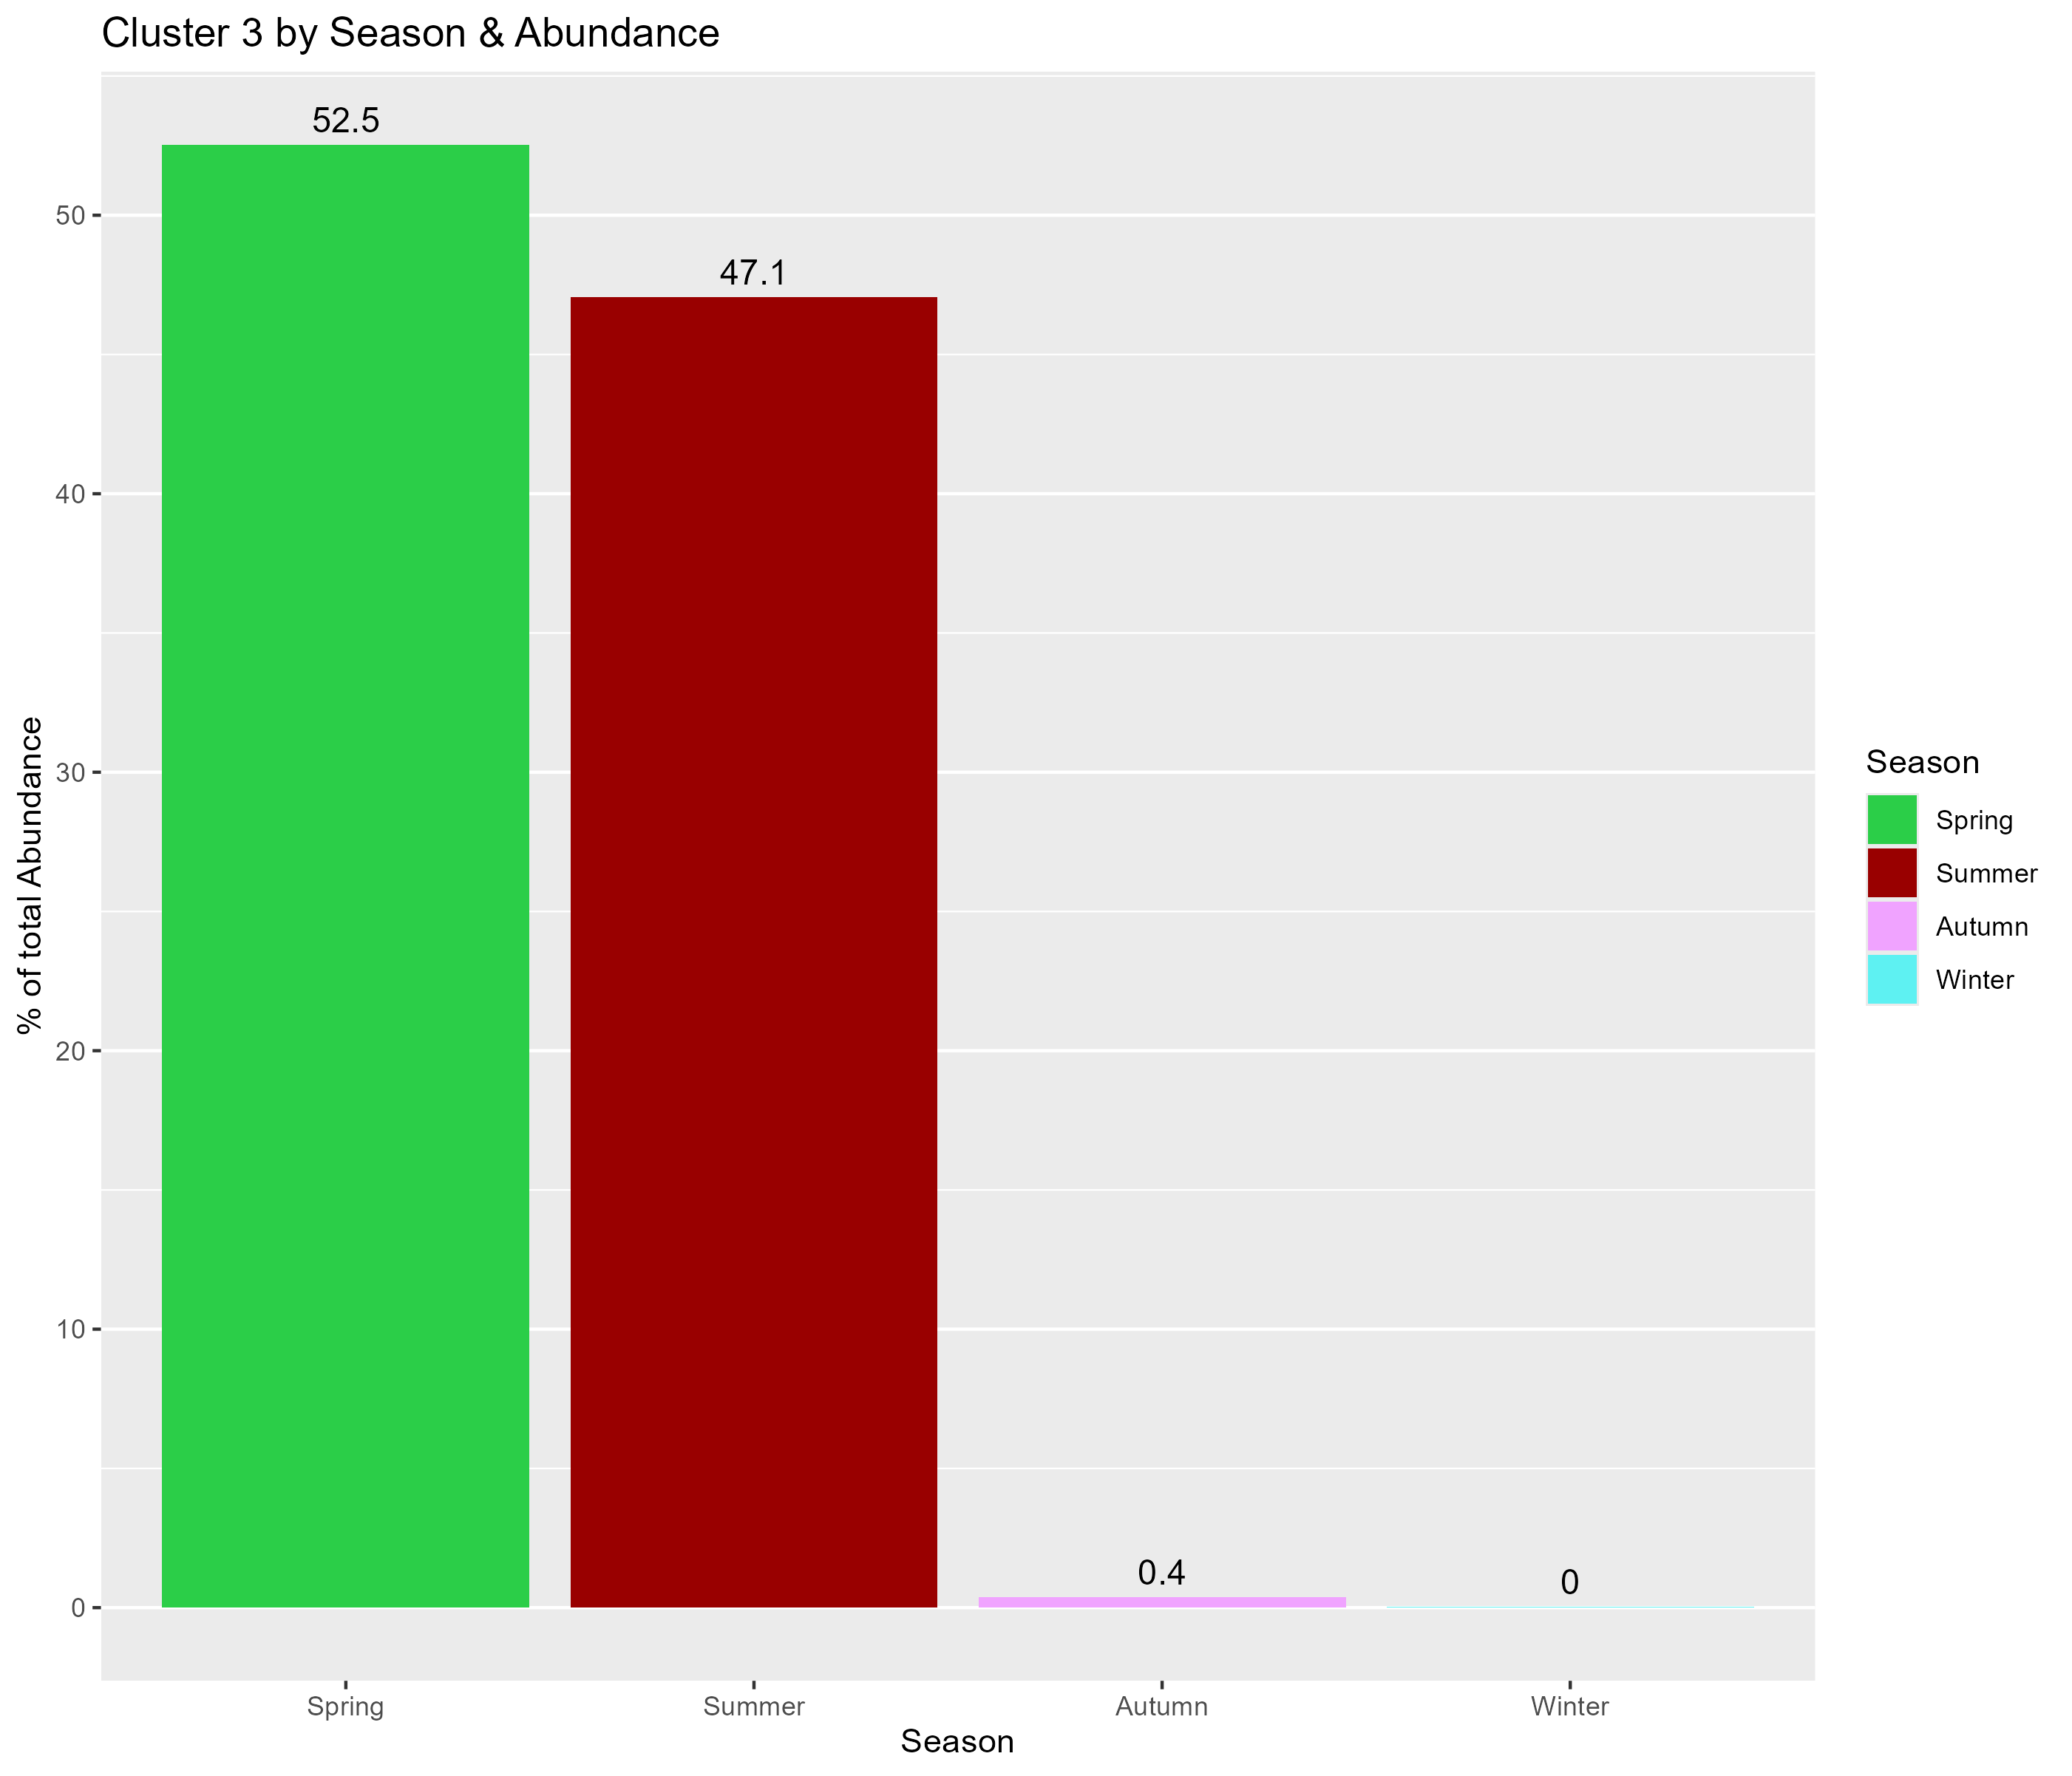 Cluster 3 by Season & Abundance
% of total Abundance
50
40
30
20
10
0
52.5
47.1
0.4
0
Spring
Summer
Autumn
Winter
Season
Season
Spring
Summer
Autumn
Winter